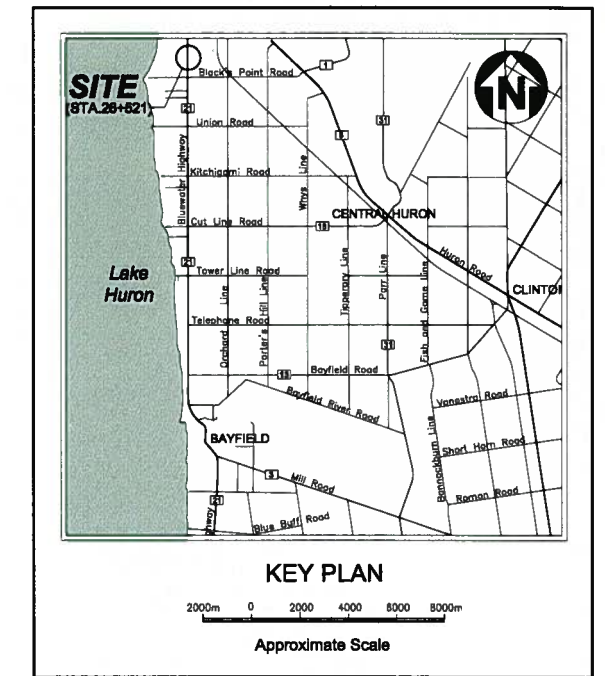 SITE
(STA.26+521)
N
1
Black's Point Road
31
21
8
Union Road
Bluewater Highway
Kitchigami Road
Whys Line
CENTRAL HURON
Cut Line Road
13
Huron Road
21
Tower Line Road
Lake
Huron
CLINTO
Orchard Line
Porter's Hill Line
Tipperary Line
Parr Line
Fish and Game Line
Telephone Road
31
13
Bayfield Road
Bayfield River Road
Vanastra Road
BAYFIELD
Bannockburn Line
Short Horn Road
3
Mill Road
Roman Road
21
ghway
Blue Buff Road
KEY PLAN
2000m 0 2000 4000 6000 8000m
Approximate Scale